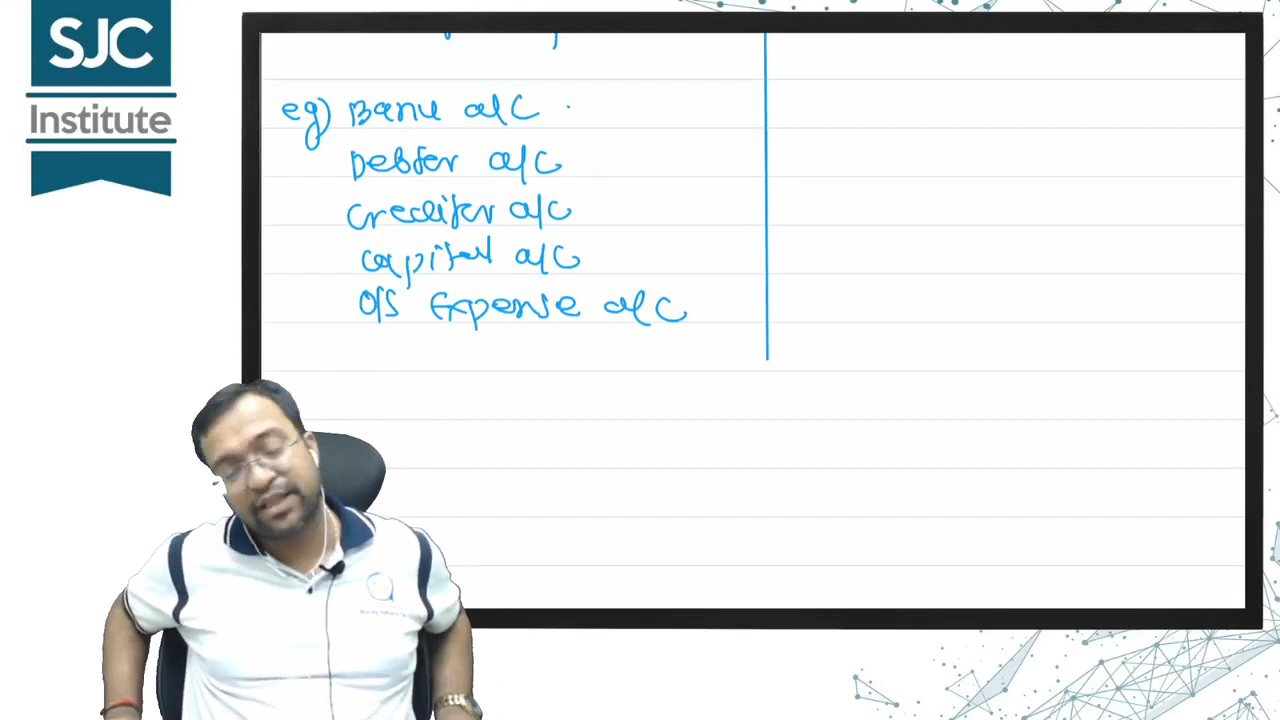 SJC
Institute
eg) Bank a/c
Debtor a/c
Creditor a/c
Capital a/c
O/S Expense a/c